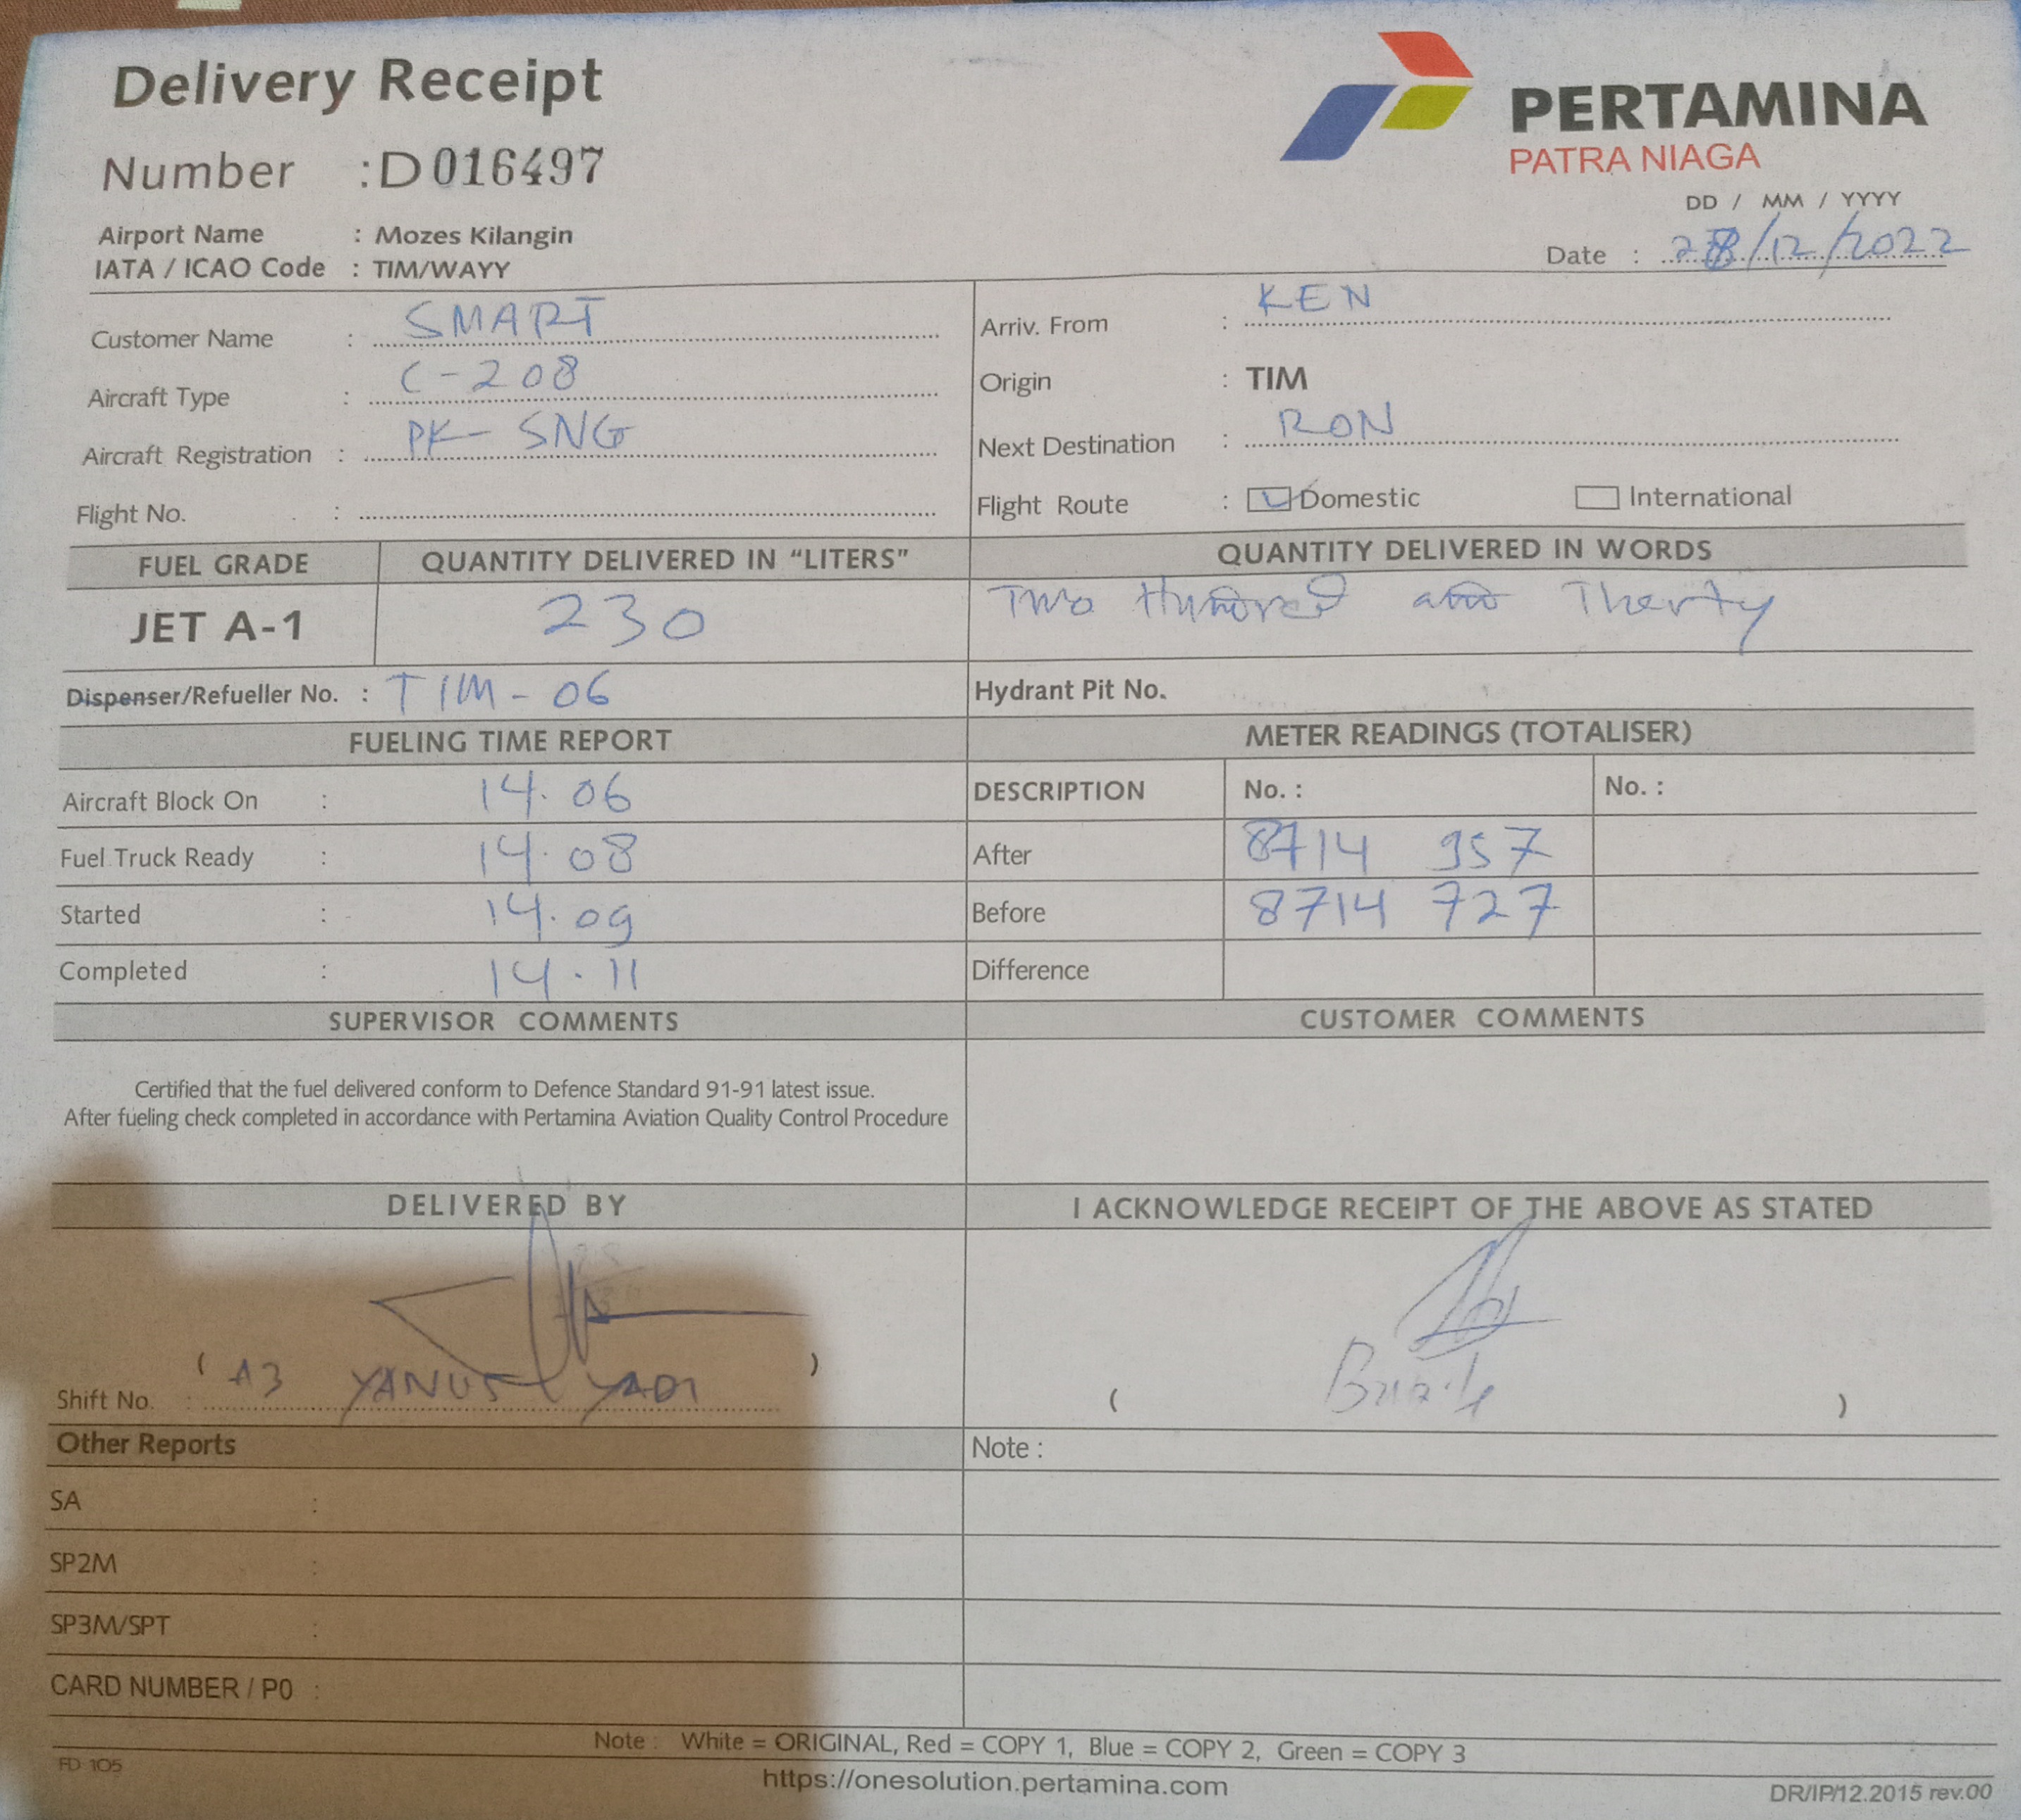 Delivery Receipt
PERTAMINA
PATRA NIAGA
Number : D 016497
DD / MM / YYYY
Airport Name : Mozes Kilangin
IATA / ICAO Code : TIM/WAYY
Date : 28/12/2022
Customer Name : SMART
Arriv. From : KEN
Aircraft Type : C-208
Origin : TIM
Aircraft Registration : PK-SNG
Next Destination : RON
Flight No. :
Flight Route : Domestic International
FUEL GRADE QUANTITY DELIVERED IN “LITERS” QUANTITY DELIVERED IN WORDS
JET A-1 230 Two Hundred Therty
Dispenser/Refueller No. : TIM-06 Hydrant Pit No.
FUELING TIME REPORT METER READINGS (TOTALISER)
Aircraft Block On : 14.06 DESCRIPTION No. : No. :
Fuel Truck Ready : 14.08 After 8714 957
Started : 14.09 Before 8714 727
Completed : 14.11 Difference
SUPERVISOR COMMENTS CUSTOMER COMMENTS
Certified that the fuel delivered conform to Defence Standard 91-91 latest issue.
After fueling check completed in accordance with Pertamina Aviation Quality Control Procedure
DELIVERED BY I ACKNOWLEDGE RECEIPT OF THE ABOVE AS STATED
Shift No. : ( A3 YANUS YADI ) ( )
Other Reports Note :
SA :
SP2M :
SP3M/SPT :
CARD NUMBER / PO :
Note : White = ORIGINAL, Red = COPY 1, Blue = COPY 2, Green = COPY 3
FD 105
https://onesolution.pertamina.com
DR/IP/12.2015 rev.00